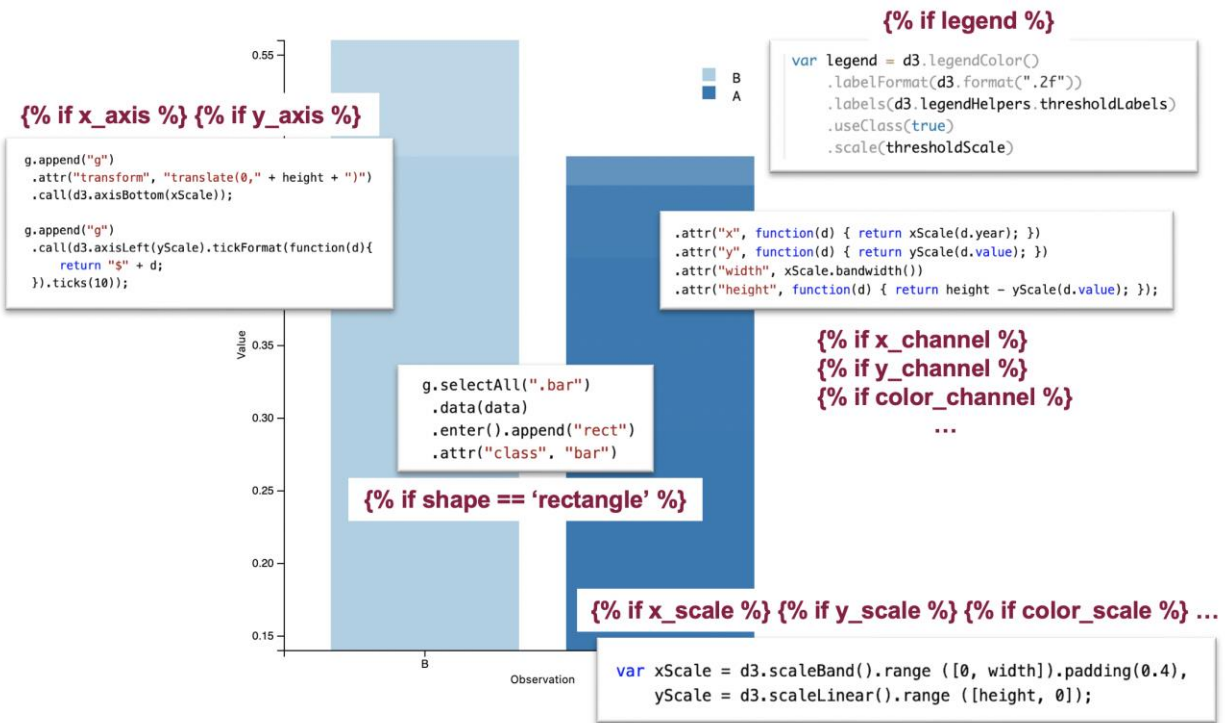 {% if legend %}
var legend = d3.legendColor()
.labelFormat(d3.format(".2f"))
.labels(d3.legendHelpers.thresholdLabels)
.useClass(true)
.scale(thresholdScale)
0.55
B
A
{% if x_axis %} {% if y_axis %}
g.append("g")
.attr("transform", "translate(0," + height + ")")
.call(d3.axisBottom(xScale));
g.append("g")
.call(d3.axisLeft(yScale).tickFormat(function(d){
return "$" + d;
}).ticks(10));
.attr("x", function(d) { return xScale(d.year); })
.attr("y", function(d) { return yScale(d.value); })
.attr("width", xScale.bandwidth())
.attr("height", function(d) { return height – yScale(d.value); });
{% if x_channel %}
{% if y_channel %}
{% if color_channel %}
...
Value
0.35
0.30
0.25
0.20
0.15
g.selectAll(".bar")
.data(data)
.enter().append("rect")
.attr("class". "bar")
{% if shape == ‘rectangle’ %}
{% if x_scale %} {% if y_scale %} {% if color_scale %} ...
B
Observation
var xScale = d3.scaleBand().range ([0, width]).padding(0.4),
yScale = d3.scaleLinear().range ([height, 0]);